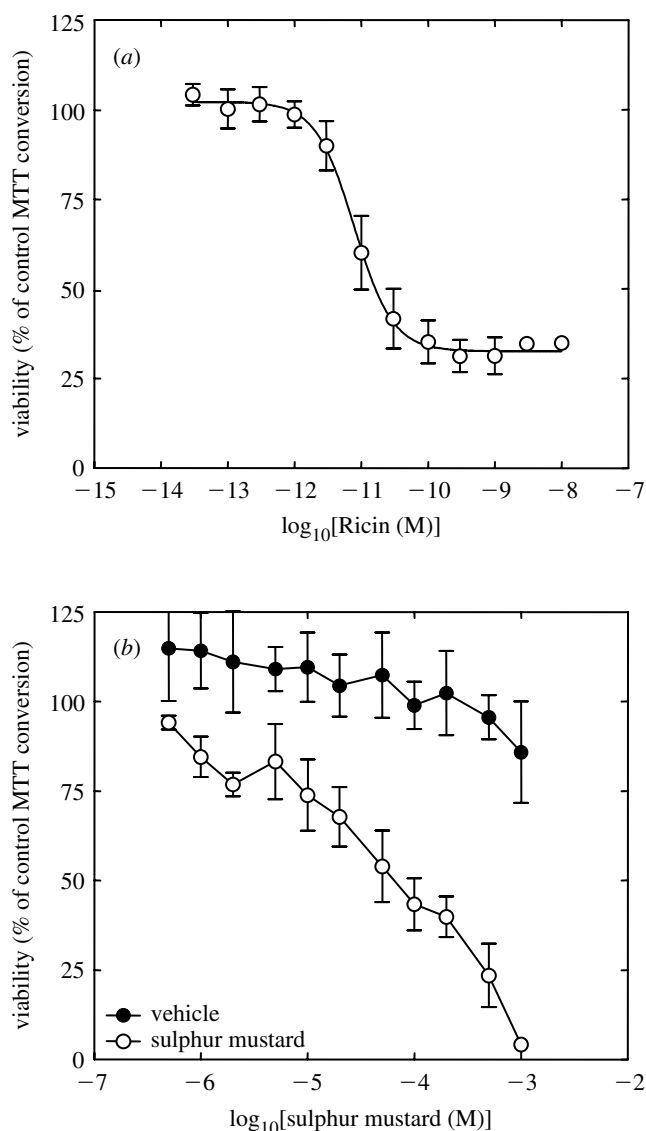 125
(a)
100
75
50
25
0
−15 −14 −13 −12 −11 −10 −9 −8 −7
log10[Ricin (M)]
viability (% of control MTT conversion)
125
(b)
100
75
50
25
0
vehicle
sulphur mustard
−7 −6 −5 −4 −3 −2
log10[sulphur mustard (M)]
viability (% of control MTT conversion)